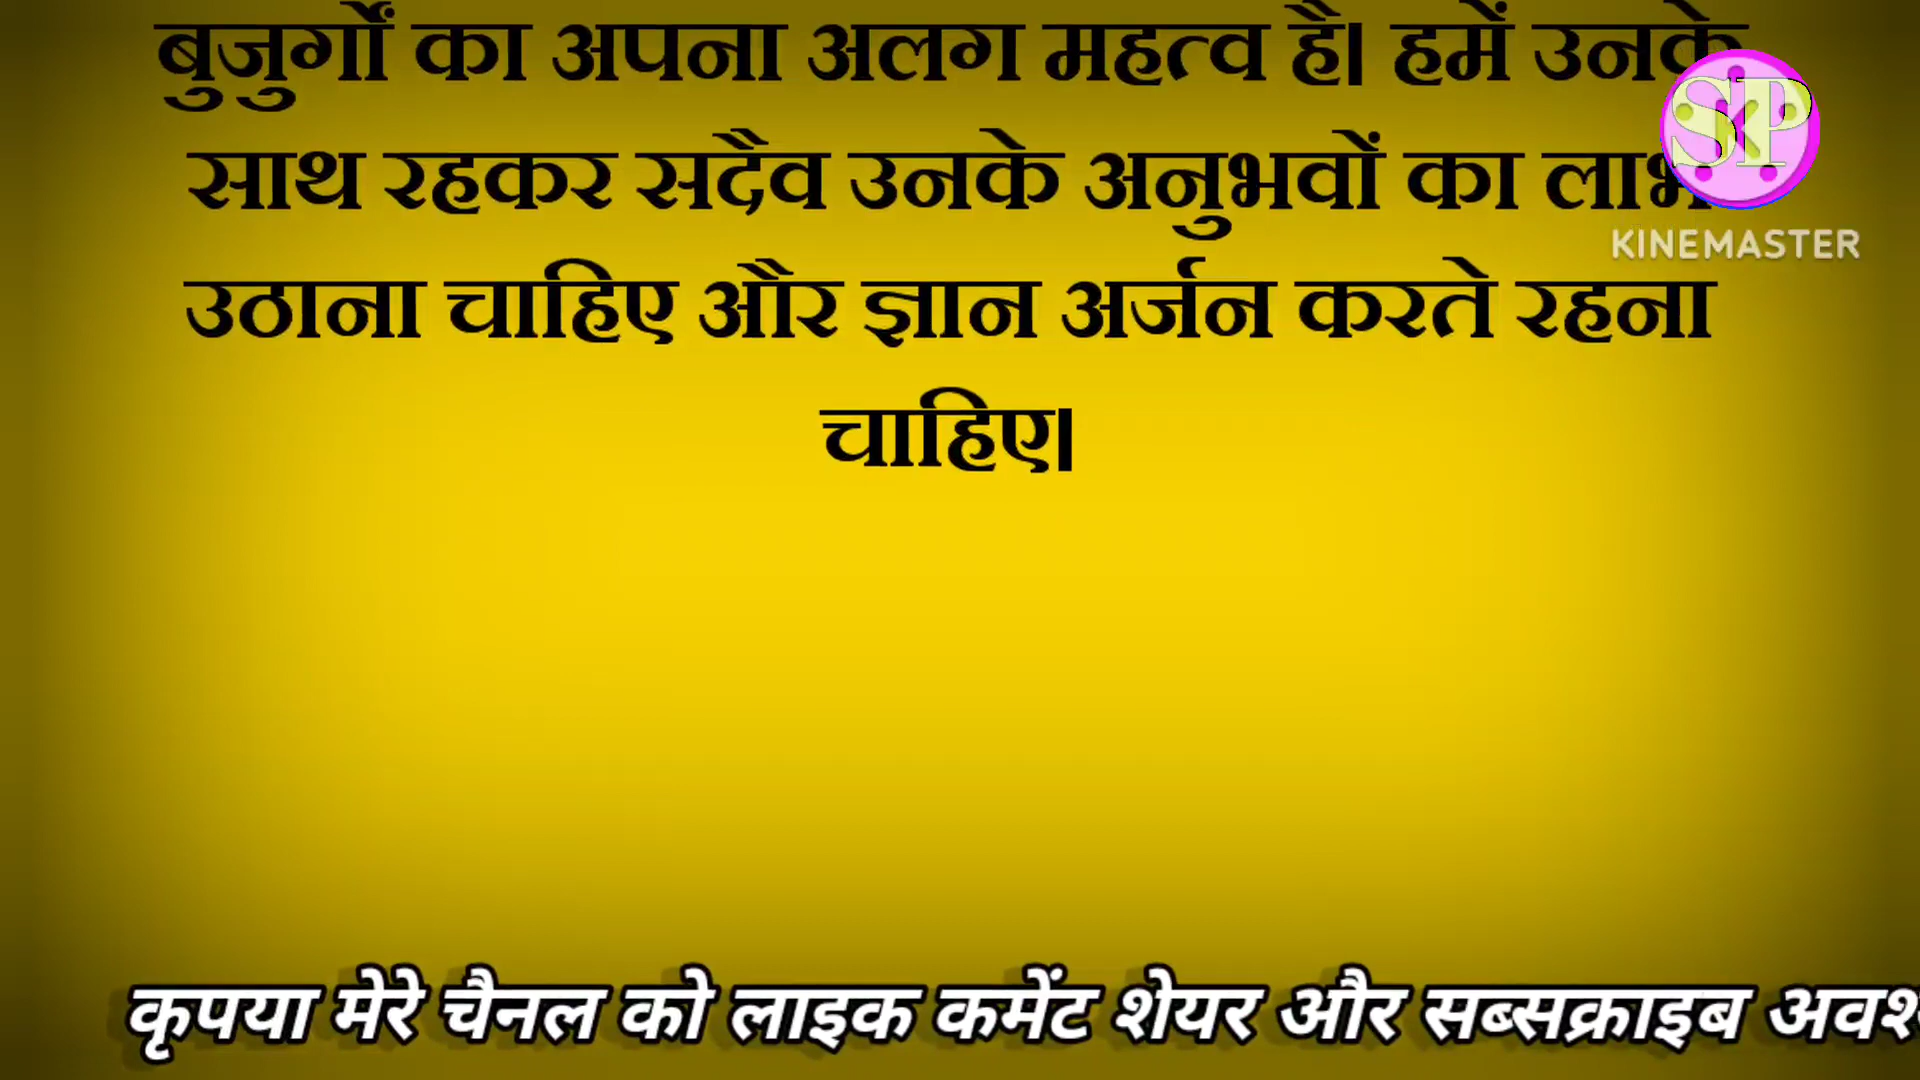 बुजुर्गों का अपना अलग महत्व है। हमें उनके
साथ रहकर सदैव उनके अनुभवों का लाभ
उठाना चाहिए और ज्ञान अर्जन करते रहना
चाहिए।
SKP
KINEMASTER
कृपया मेरे चैनल को लाइक कमेंट शेयर और सब्सक्राइब